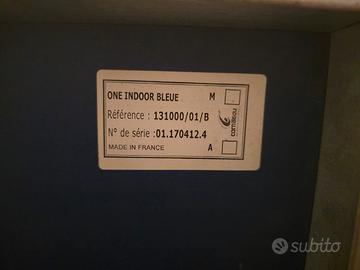 ONE INDOOR BLEUE M
Référence : 131000/01/B
cornilleau
N° de série :01.170412.4
MADE IN FRANCE A
subito